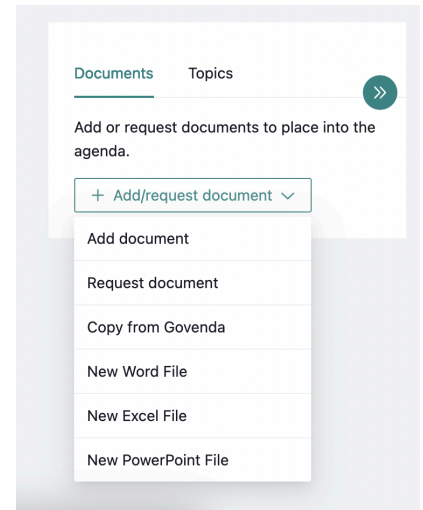 Documents Topics
Add or request documents to place into the
agenda.
+ Add/request document
Add document
Request document
Copy from Govenda
New Word File
New Excel File
New PowerPoint File